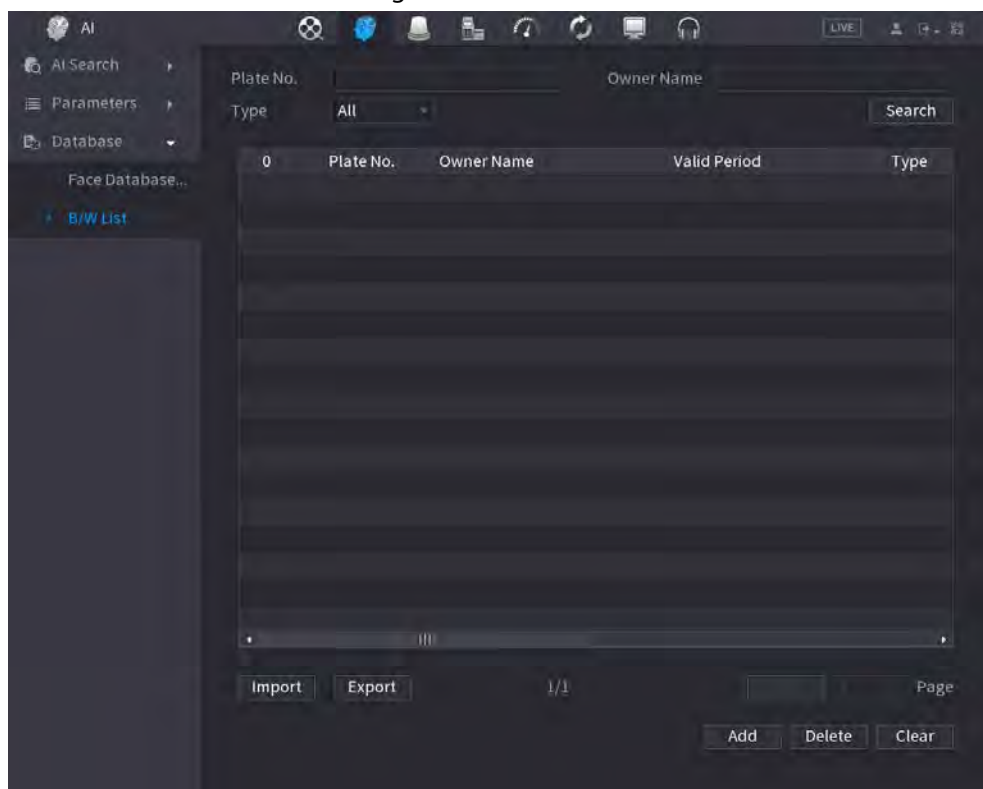 AI LIVE
AI Search
Parameters
Database
Face Database...
B/W List
Plate No. Owner Name
Type All Search
0 Plate No. Owner Name Valid Period Type
Import Export 1/1 Page
Add Delete Clear